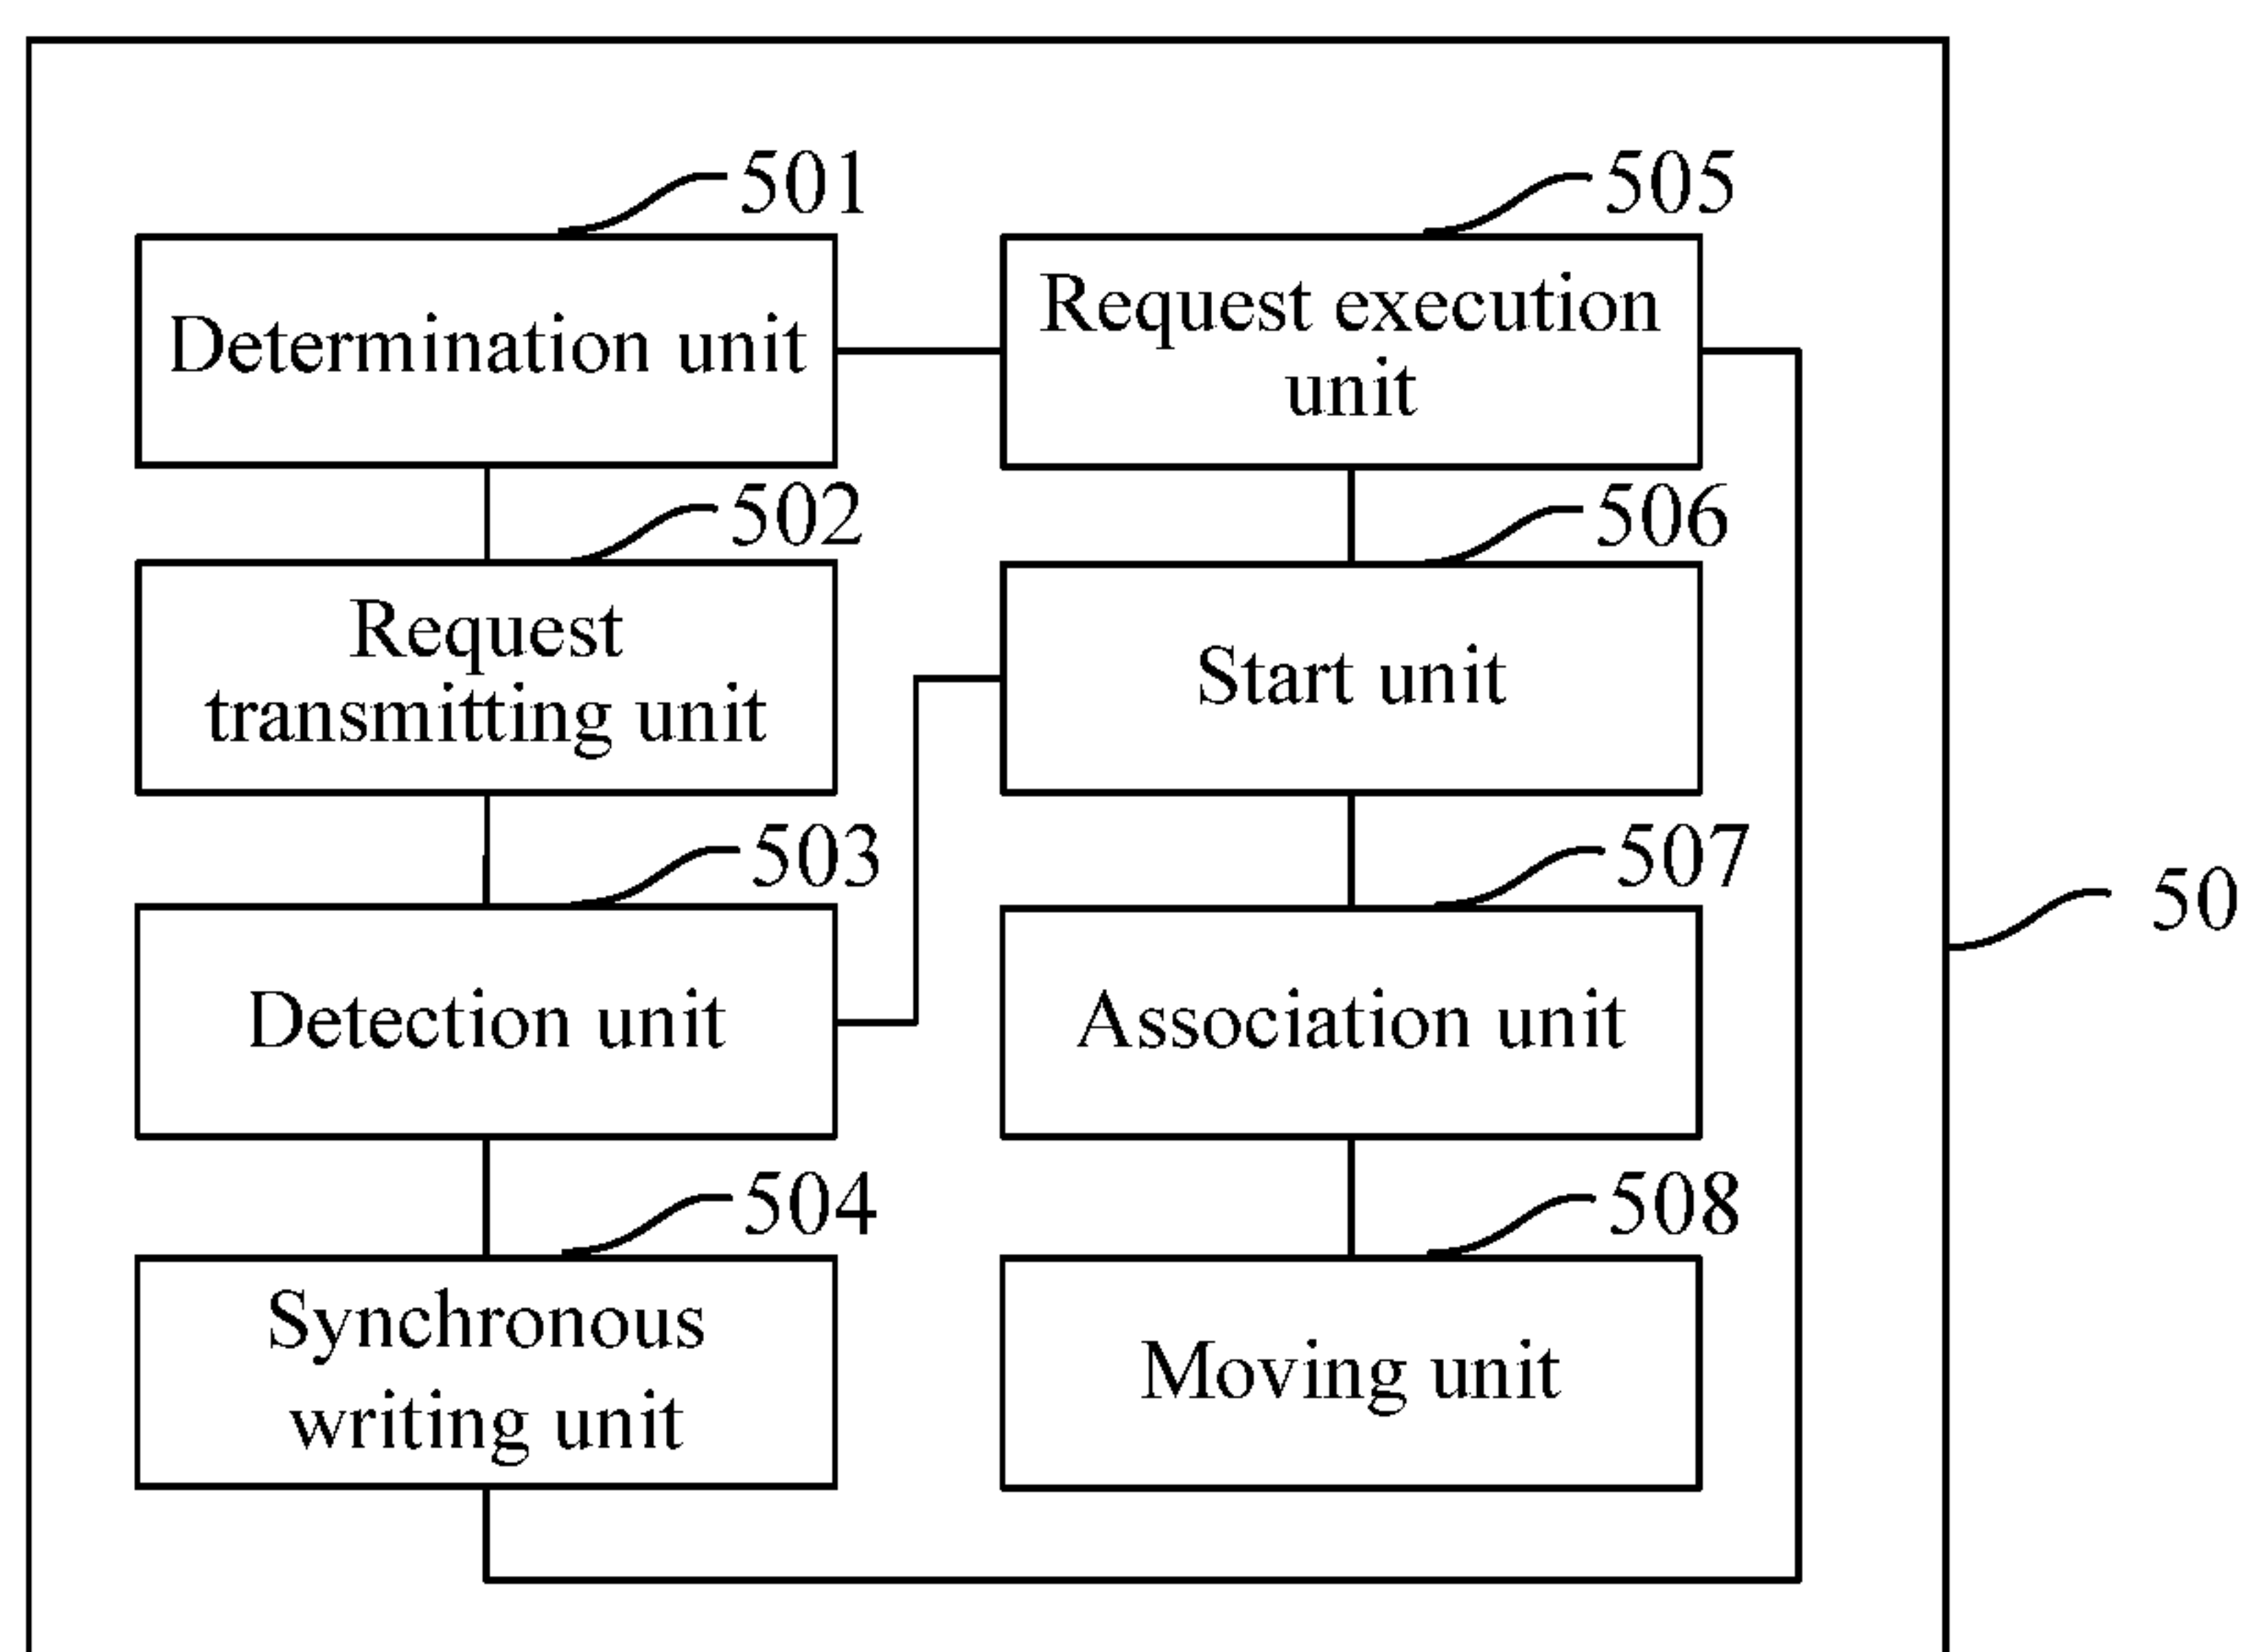 501
Determination unit
502
Request
transmitting unit
503
Detection unit
504
Synchronous
writing unit
505
Request execution
unit
506
Start unit
507
Association unit
508
Moving unit
50